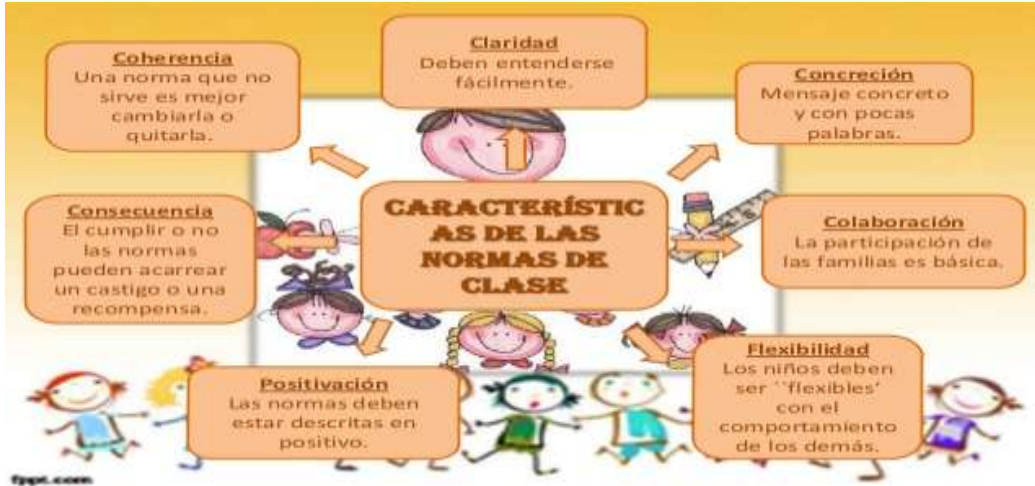 Claridad
Deben entenderse
fácilmente.
Coherencia
Una norma que no
sirve es mejor
cambiarla o
quitarla.
Concreción
Mensaje concreto
y con pocas
palabras.
CARACTERÍSTIC
AS DE LAS
NORMAS DE
CLASE
Consecuencia
El cumplir o no
las normas
pueden acarrear
un castigo o una
recompensa.
Colaboración
La participación de
las familias es básica.
Positivación
Las normas deben
estar descritas en
positivo.
Flexibilidad
Los niños deben
ser ``flexibles'
con el
comportamiento
de los demás.
fppt.com